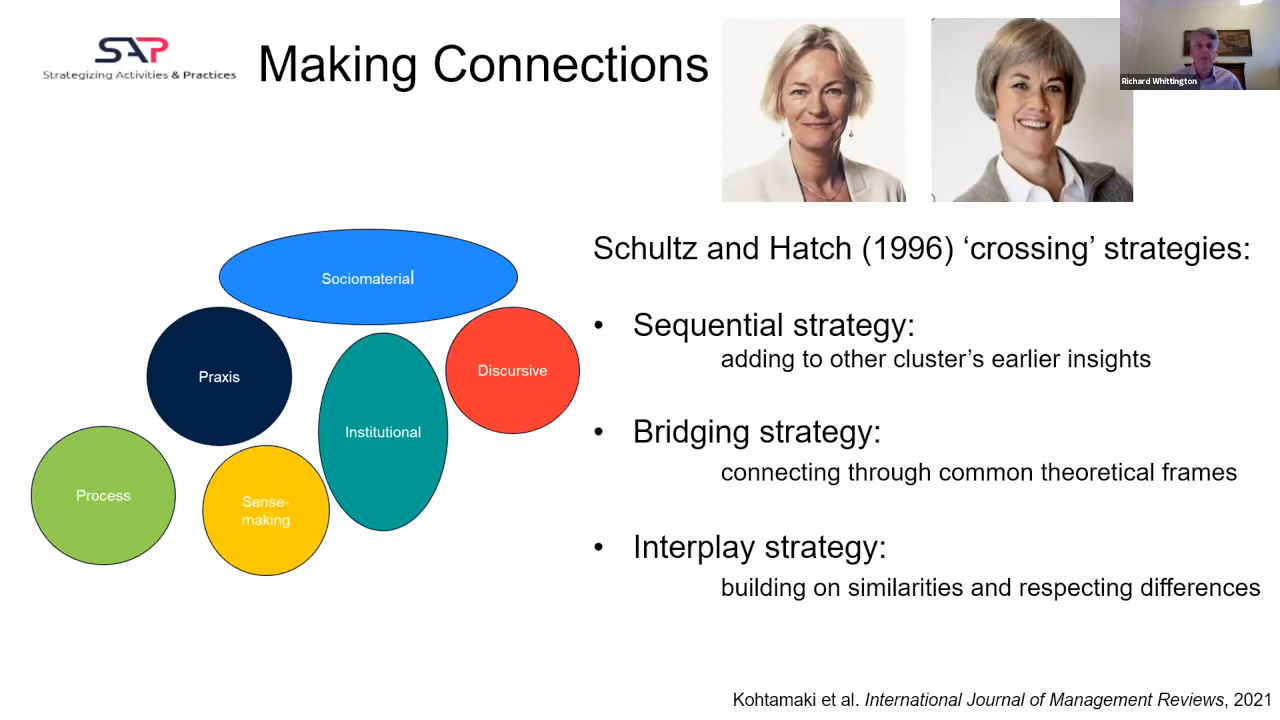 SAP
Strategizing Activities & Practices
Making Connections
Richard Whittington
Sociomaterial
Praxis
Discursive
Institutional
Process
Sense-
making
Schultz and Hatch (1996) ‘crossing’ strategies:
• Sequential strategy:
adding to other cluster’s earlier insights
• Bridging strategy:
connecting through common theoretical frames
• Interplay strategy:
building on similarities and respecting differences
Kohtamaki et al. International Journal of Management Reviews, 2021